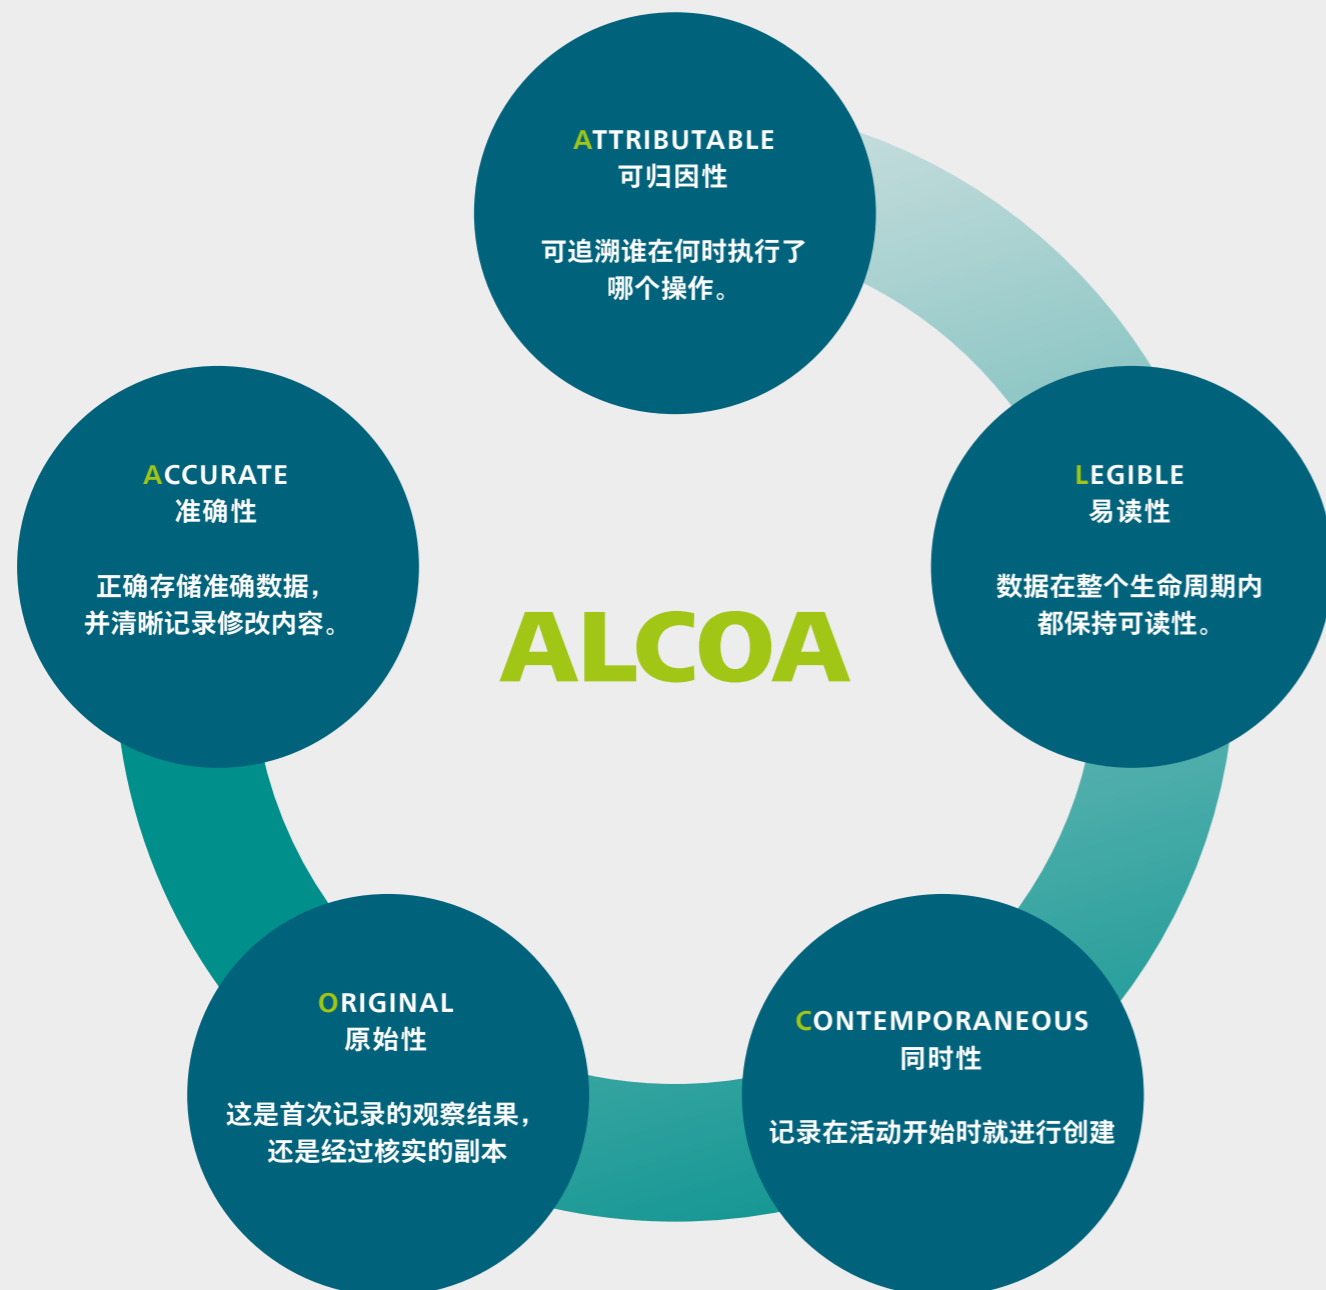 ATTRIBUTABLE
可归因性
可追溯谁在何时执行了
哪个操作。
LEGIBLE
易读性
数据在整个生命周期内
都保持可读性。
CONTEMPORANEOUS
同时性
记录在活动开始时就进行创建
ORIGINAL
原始性
这是首次记录的观察结果，
还是经过核实的副本
ACCURATE
准确性
正确存储准确数据，
并清晰记录修改内容。
ALCOA